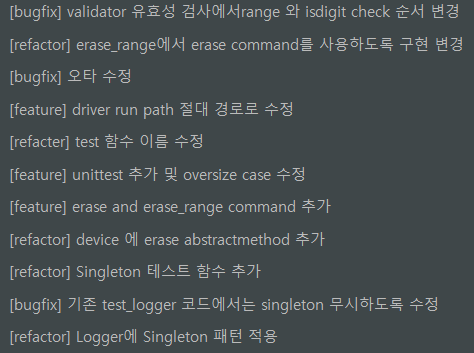 [bugfix] validator 유효성 검사에서range 와 isdigit check 순서 변경
[refactor] erase_range에서 erase command를 사용하도록 구현 변경
[bugfix] 오타 수정
[feature] driver run path 절대 경로로 수정
[refacter] test 함수 이름 수정
[feature] unittest 추가 및 oversize case 수정
[feature] erase and erase_range command 추가
[refactor] device 에 erase abstractmethod 추가
[refactor] Singleton 테스트 함수 추가
[bugfix] 기존 test_logger 코드에서는 singleton 무시하도록 수정
[refactor] Logger에 Singleton 패턴 적용